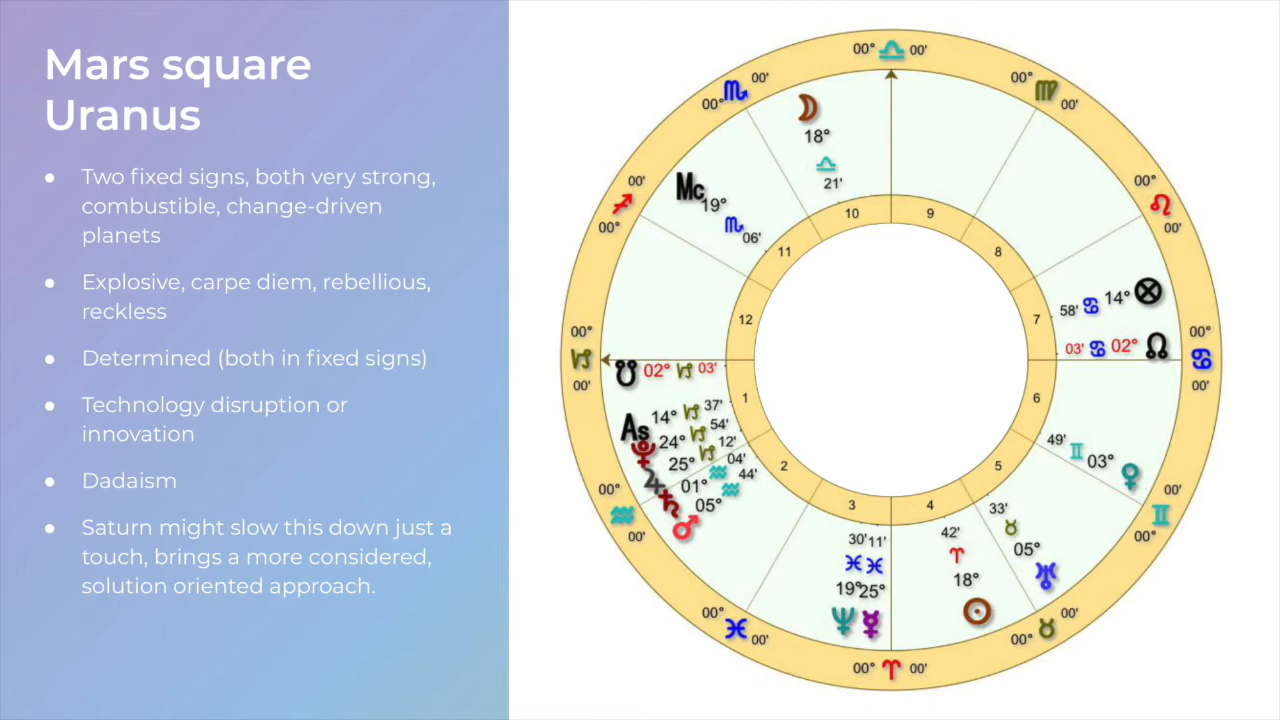 Mars square
Uranus
● Two fixed signs, both very strong,
combustible, change-driven
planets
● Explosive, carpe diem, rebellious,
reckless
● Determined (both in fixed signs)
● Technology disruption or
innovation
● Dadaism
● Saturn might slow this down just a
touch, brings a more considered,
solution oriented approach.
00° ♎ 00'
00° ♍ 00'
00° ♌ 00'
00° ♋ 00'
00° ♊ 00'
00° ♉ 00'
00° ♈ 00'
00° ♓ 00'
00° ♒ 00'
00° ♑ 00'
00° ♐ 00'
00° ♏ 00'
☽ 18° ♎ 21'
Mc 19° ♏ 06'
☋ 02° ♑ 03'
As 14° ♑ 37'
24° ♑ 54'
♃ 25° ♑ 12'
♄ 01° ♒ 04'
♂ 05° ♒ 44'
♆ 19° ♓ 30'
☿ 25° ♓ 11'
☉ 18° ♈ 42'
♅ 05° ♉ 33'
♀ 03° ♊ 49'
☊ 02° ♋ 03'
⊗ 14° ♋ 58'
1
2
3
4
5
6
7
8
9
10
11
12